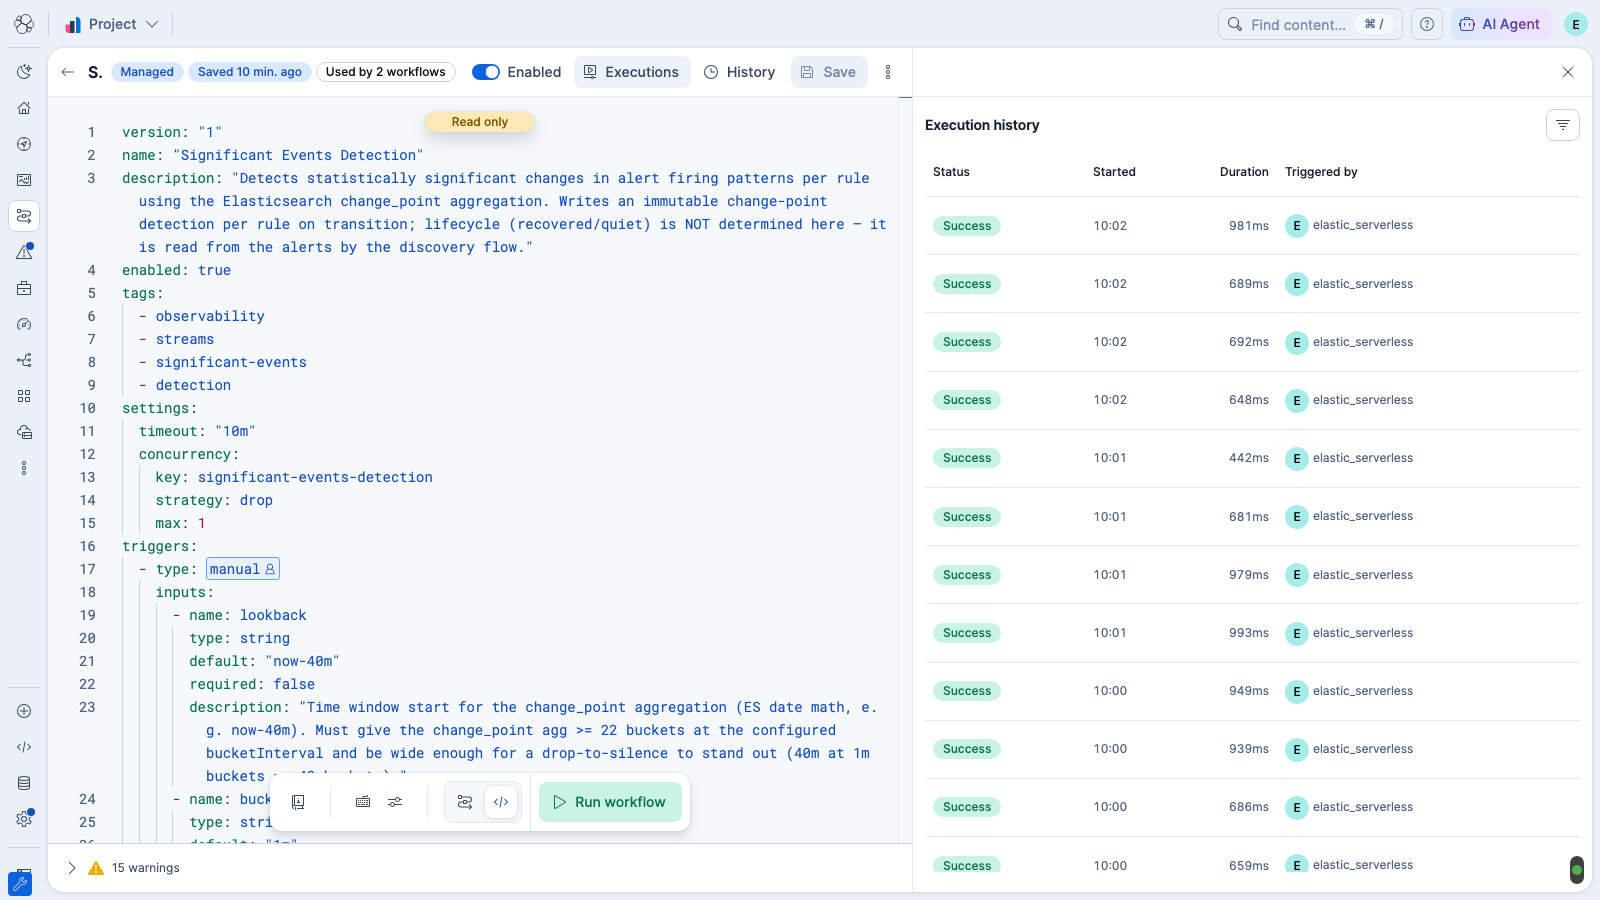 Project
Find content... ⌘ /
AI Agent
E
S.
Managed
Saved 10 min. ago
Used by 2 workflows
Enabled
Executions
History
Save
Read only
1 version: "1"
2 name: "Significant Events Detection"
3 description: "Detects statistically significant changes in alert firing patterns per rule
using the Elasticsearch change_point aggregation. Writes an immutable change-point
detection per rule on transition; lifecycle (recovered/quiet) is NOT determined here — it
is read from the alerts by the discovery flow."
4 enabled: true
5 tags:
6 - observability
7 - streams
8 - significant-events
9 - detection
10 settings:
11 timeout: "10m"
12 concurrency:
13 key: significant-events-detection
14 strategy: drop
15 max: 1
16 triggers:
17 - type: manual
18 inputs:
19 - name: lookback
20 type: string
21 default: "now-40m"
22 required: false
23 description: "Time window start for the change_point aggregation (ES date math, e.
g. now-40m). Must give the change_point agg >= 22 buckets at the configured
bucketInterval and be wide enough for a drop-to-silence to stand out (40m at 1m
buckets
24 - name: buck
25 type: stri
Run workflow
15 warnings
Execution history
Status Started Duration Triggered by
Success 10:02 981ms E elastic_serverless
Success 10:02 689ms E elastic_serverless
Success 10:02 692ms E elastic_serverless
Success 10:02 648ms E elastic_serverless
Success 10:01 442ms E elastic_serverless
Success 10:01 681ms E elastic_serverless
Success 10:01 979ms E elastic_serverless
Success 10:01 993ms E elastic_serverless
Success 10:00 949ms E elastic_serverless
Success 10:00 939ms E elastic_serverless
Success 10:00 686ms E elastic_serverless
Success 10:00 659ms E elastic_serverless